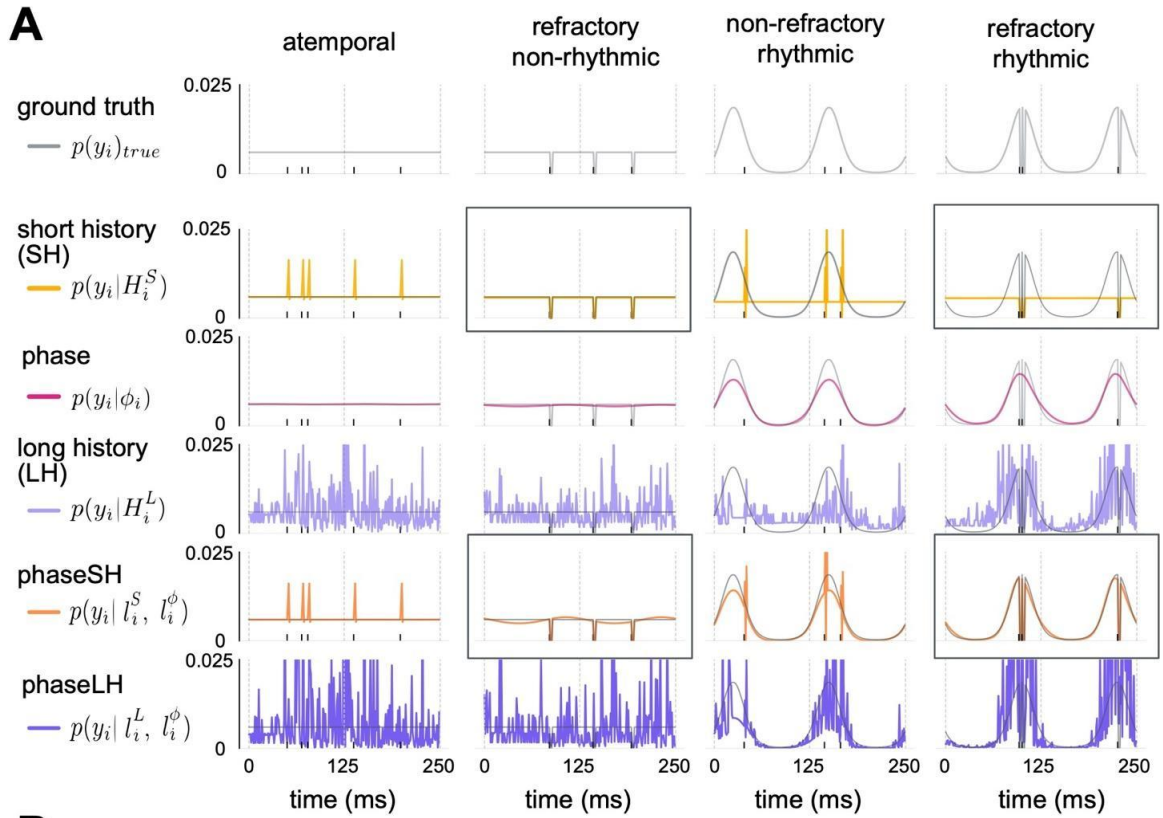 A
atemporal
refractory
non-rhythmic
non-refractory
rhythmic
refractory
rhythmic
ground truth
p(y_i)_{true}
0.025
0
short history
(SH)
p(y_i|H_i^S)
0.025
0
phase
p(y_i|ϕ_i)
0.025
0
long history
(LH)
p(y_i|H_i^L)
0.025
0
phaseSH
p(y_i| l_i^S, l_i^ϕ)
0.025
0
phaseLH
p(y_i| l_i^L, l_i^ϕ)
0.025
0
0 125 250 0 125 250 0 125 250 0 125 250
time (ms) time (ms) time (ms) time (ms)